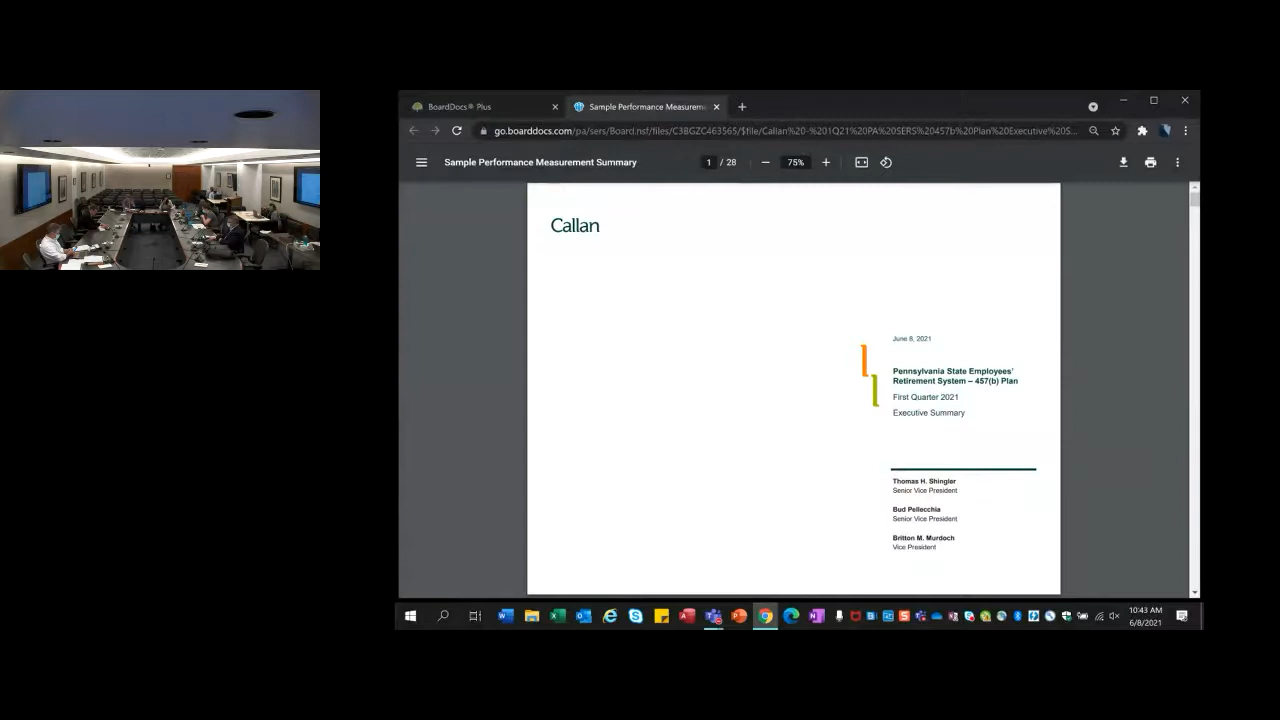 BoardDocs® Plus
Sample Performance Measurem
go.boarddocs.com/pa/sers/Board.nsf/files/C3BGZC463565/$file/Callan%20-%201Q21%20PA%20SERS%20457b%20Plan%20Executive%20S...
Sample Performance Measurement Summary
1 / 28
75%
Callan
June 8, 2021
Pennsylvania State Employees'
Retirement System – 457(b) Plan
First Quarter 2021
Executive Summary
Thomas H. Shingler
Senior Vice President
Bud Pellecchia
Senior Vice President
Britton M. Murdoch
Vice President
10:43 AM
6/8/2021